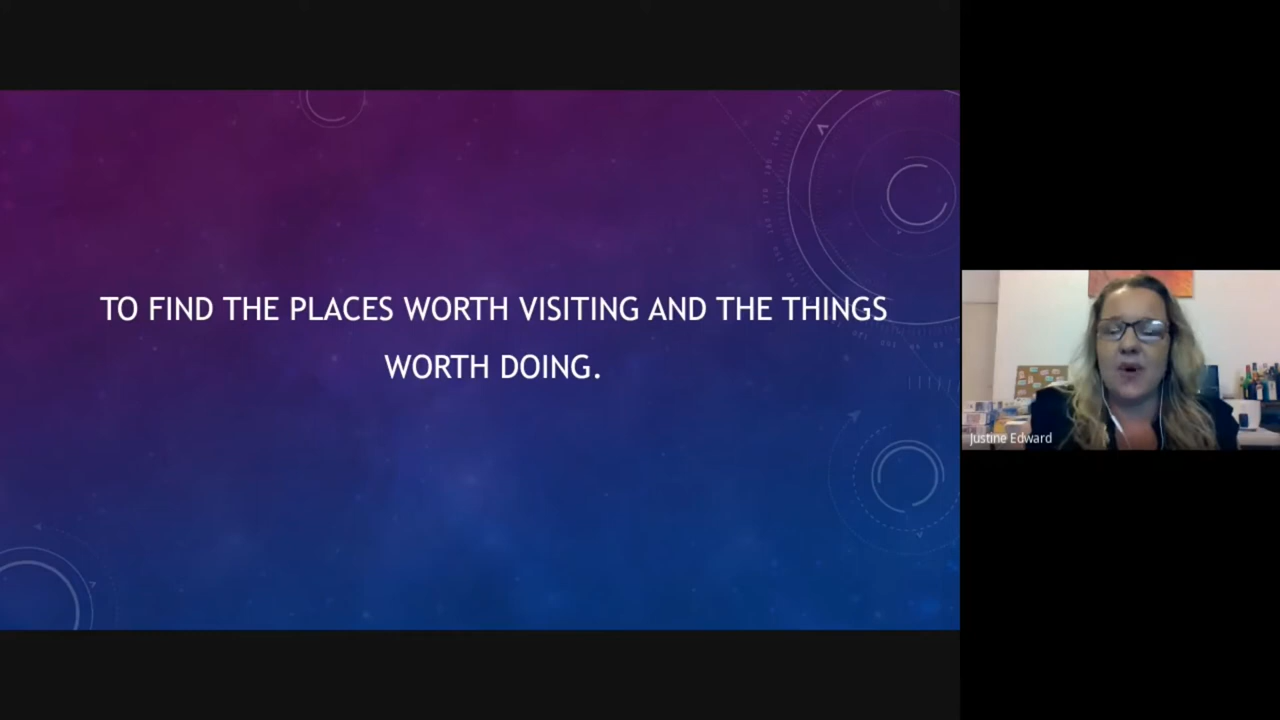 TO FIND THE PLACES WORTH VISITING AND THE THINGS
WORTH DOING.
Justine Edward